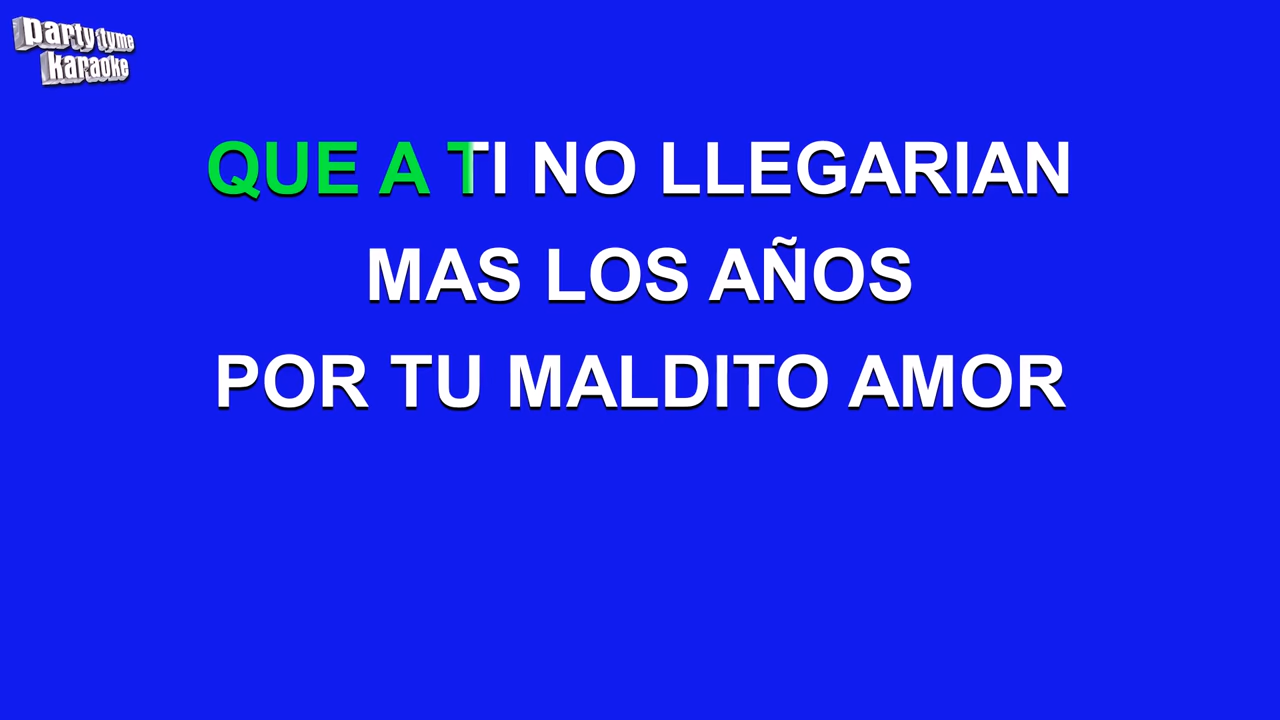 party tyme
karaoke
QUE A TI NO LLEGARIAN
MAS LOS AÑOS
POR TU MALDITO AMOR